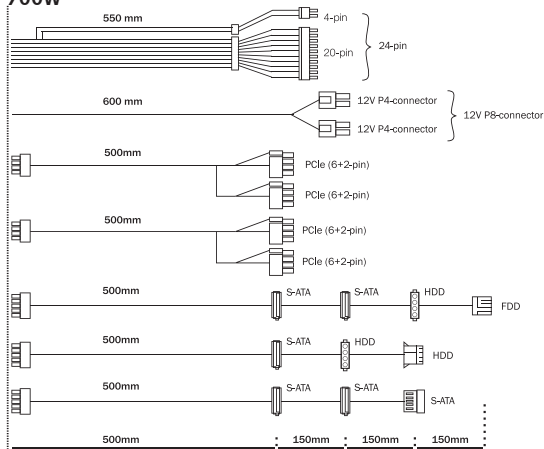 700W
550 mm
4-pin
20-pin
24-pin
600 mm
12V P4-connector
12V P4-connector
12V P8-connector
500mm
PCIe (6+2-pin)
PCIe (6+2-pin)
500mm
PCIe (6+2-pin)
PCIe (6+2-pin)
500mm S-ATA S-ATA HDD FDD
500mm S-ATA HDD HDD
500mm S-ATA S-ATA S-ATA
500mm 150mm 150mm 150mm